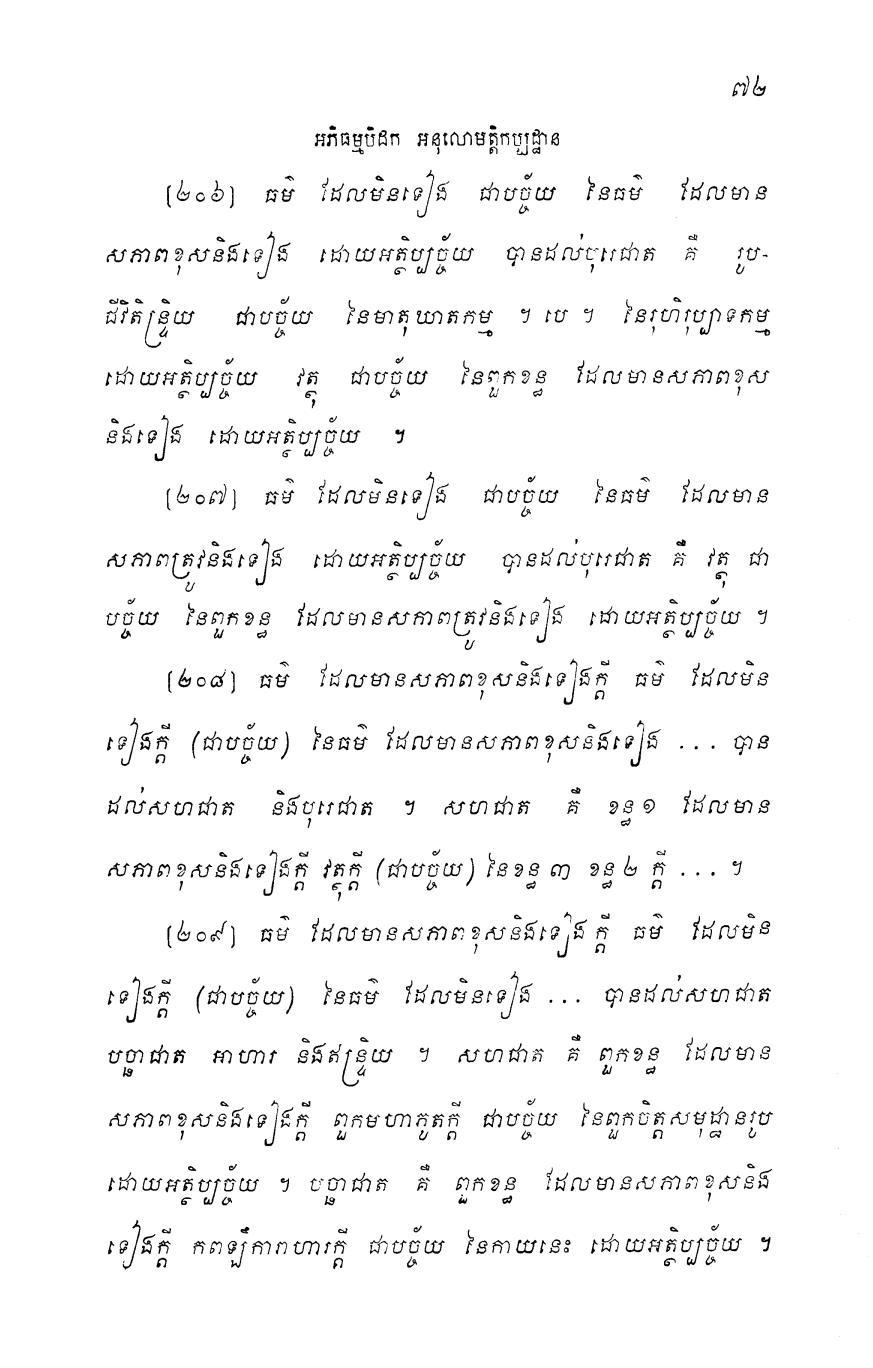 ៧២
អភិធម្មបិដក អនុលោមត្តិកប្បដ្ឋាន
[២០៦] ធម៌ ដែលមិនទៀង ជាបច្ច័យ នៃធម៌ ដែលមាន
សភាពខុសនិងទៀង ដោយអត្ថិប្បច្ច័យ បានដល់បុរេជាត គឺ រូប-
ជីវិតិន្ទ្រិយ ជាបច្ច័យ នៃមាតុឃាតកម្ម ។ បេ ។ នៃរុហិរុប្បាទកម្ម
ដោយអត្ថិប្បច្ច័យ វត្ថុ ជាបច្ច័យ នៃពួកខន្ធ ដែលមានសភាពខុស
និងទៀង ដោយអត្ថិប្បច្ច័យ ។
[២០៧] ធម៌ ដែលមិនទៀង ជាបច្ច័យ នៃធម៌ ដែលមាន
សភាពត្រូវនិងទៀង ដោយអត្ថិប្បច្ច័យ បានដល់បុរេជាត គឺ វត្ថុ ជា
បច្ច័យ នៃពួកខន្ធ ដែលមានសភាពត្រូវនិងទៀង ដោយអត្ថិប្បច្ច័យ ។
[២០៨] ធម៌ ដែលមានសភាពខុសនិងទៀងក្តី ធម៌ ដែលមិន
ទៀងក្តី (ជាបច្ច័យ) នៃធម៌ ដែលមានសភាពខុសនិងទៀង ... បាន
ដល់សហជាត និងបុរេជាត ។ សហជាត គឺ ខន្ធ ១ ដែលមាន
សភាពខុសនិងទៀងក្តី វត្ថុក្តី (ជាបច្ច័យ) នៃខន្ធ ៣ ខន្ធ ២ ក្តី ... ។
[២០៩] ធម៌ ដែលមានសភាពខុសនិងទៀង ក្តី ធម៌ ដែលមិន
ទៀងក្តី (ជាបច្ច័យ) នៃធម៌ ដែលមិនទៀង ... បានដល់សហជាត
បច្ឆាជាត អាហារ និងឥន្ទ្រិយ ។ សហជាត គឺ ពួកខន្ធ ដែលមាន
សភាពខុសនិងទៀងក្តី ពួកមហាភូតក្តី ជាបច្ច័យ នៃពួកចិត្តសមុដ្ឋានរូប
ដោយអត្ថិប្បច្ច័យ ។ បច្ឆាជាត គឺ ពួកខន្ធ ដែលមានសភាពខុសនិង
ទៀងក្តី កពឡីការាហារក្តី ជាបច្ច័យ នៃកាយនេះ ដោយអត្ថិប្បច្ច័យ ។